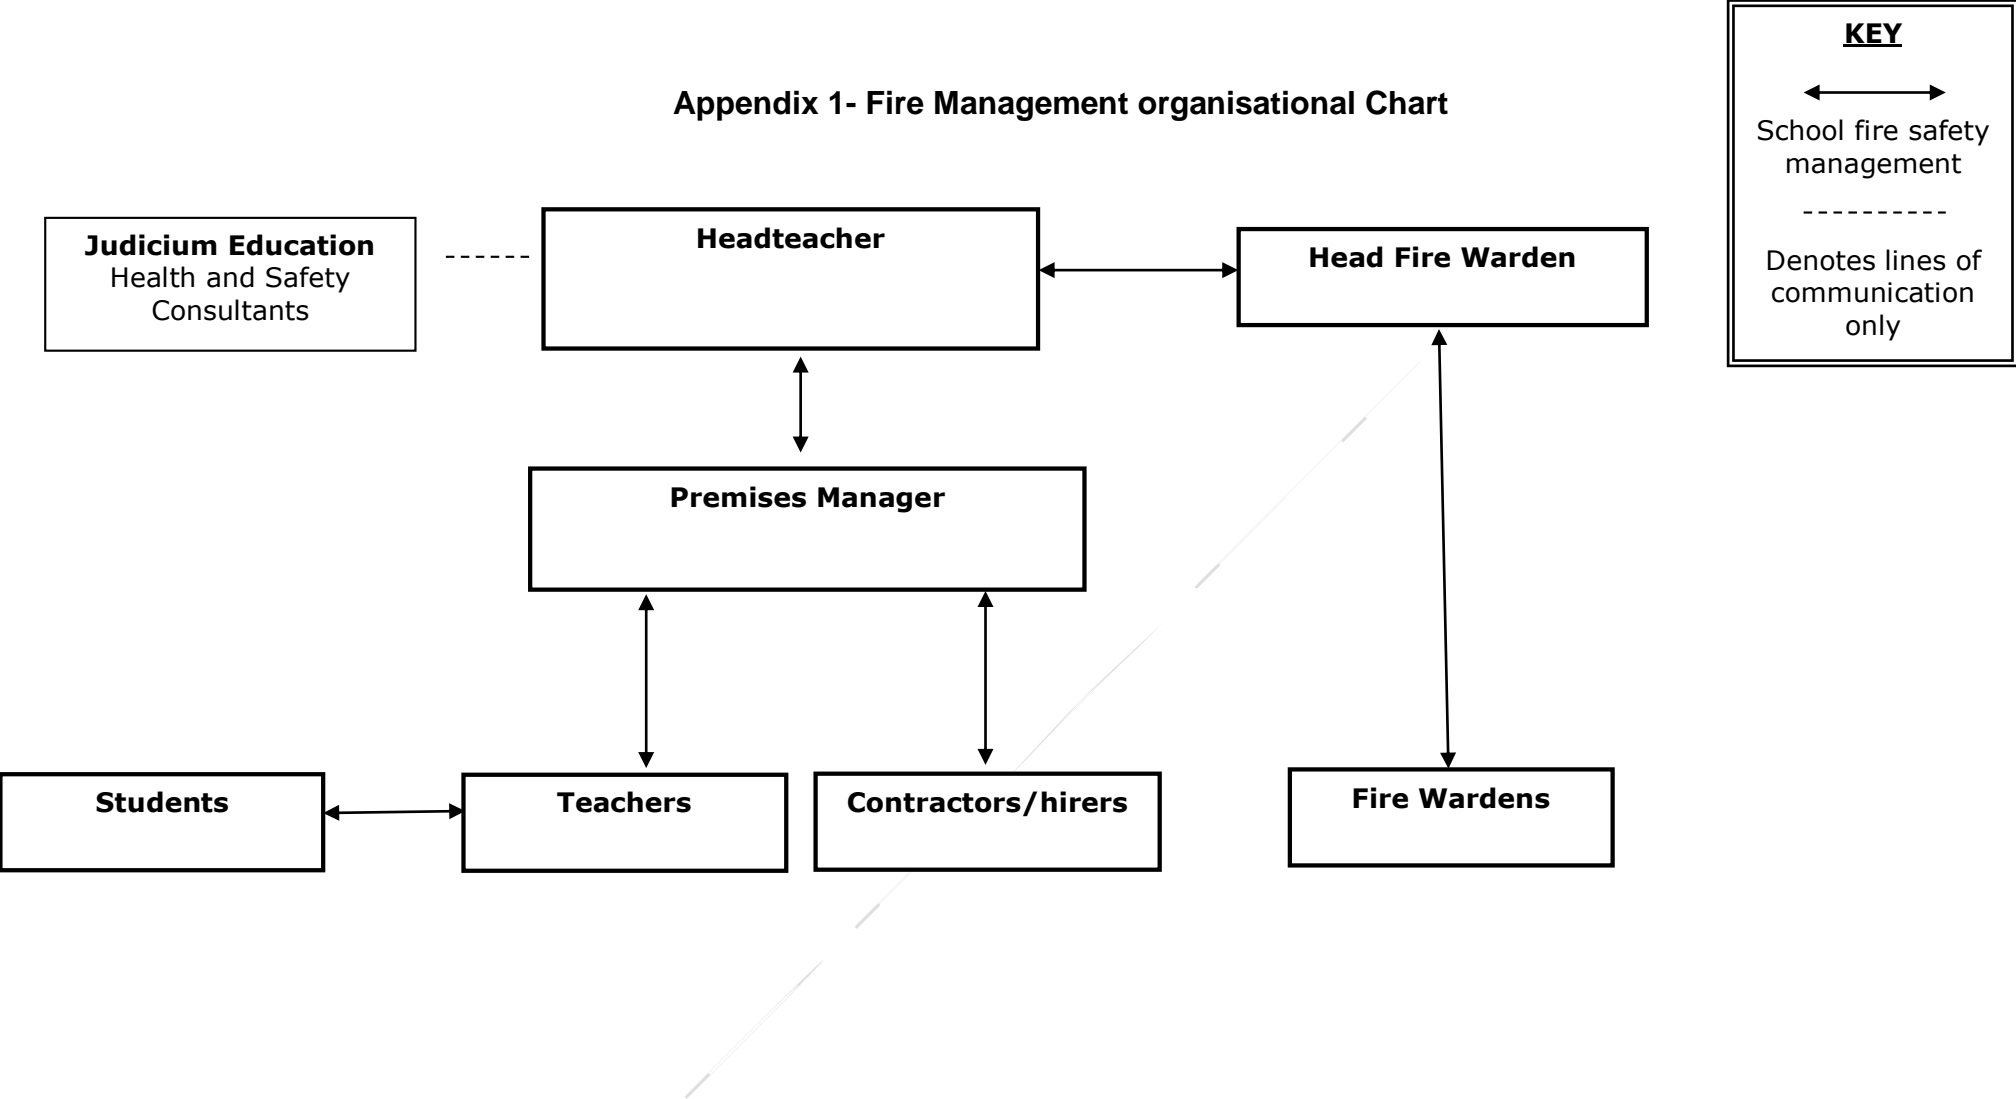 KEY
School fire safety
management
Denotes lines of
communication
only
Appendix 1- Fire Management organisational Chart
Judicium Education
Health and Safety
Consultants
Headteacher
Head Fire Warden
Premises Manager
Students
Teachers
Contractors/hirers
Fire Wardens